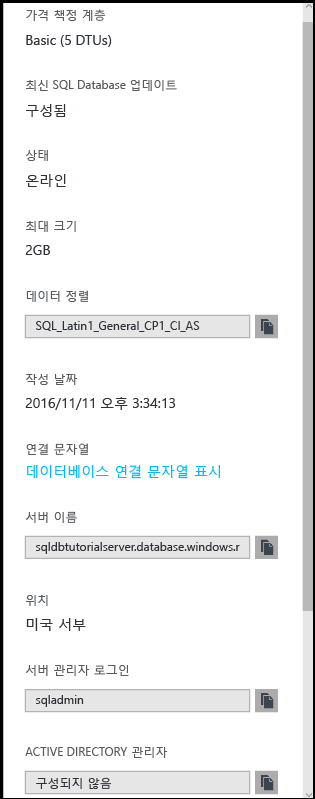 가격 책정 계층
Basic (5 DTUs)
최신 SQL Database 업데이트
구성됨
상태
온라인
최대 크기
2GB
데이터 정렬
SQL_Latin1_General_CP1_CI_AS
작성 날짜
2016/11/11 오후 3:34:13
연결 문자열
데이터베이스 연결 문자열 표시
서버 이름
sqldbtutorialserver.database.windows.r
위치
미국 서부
서버 관리자 로그인
sqladmin
ACTIVE DIRECTORY 관리자
구성되지 않음